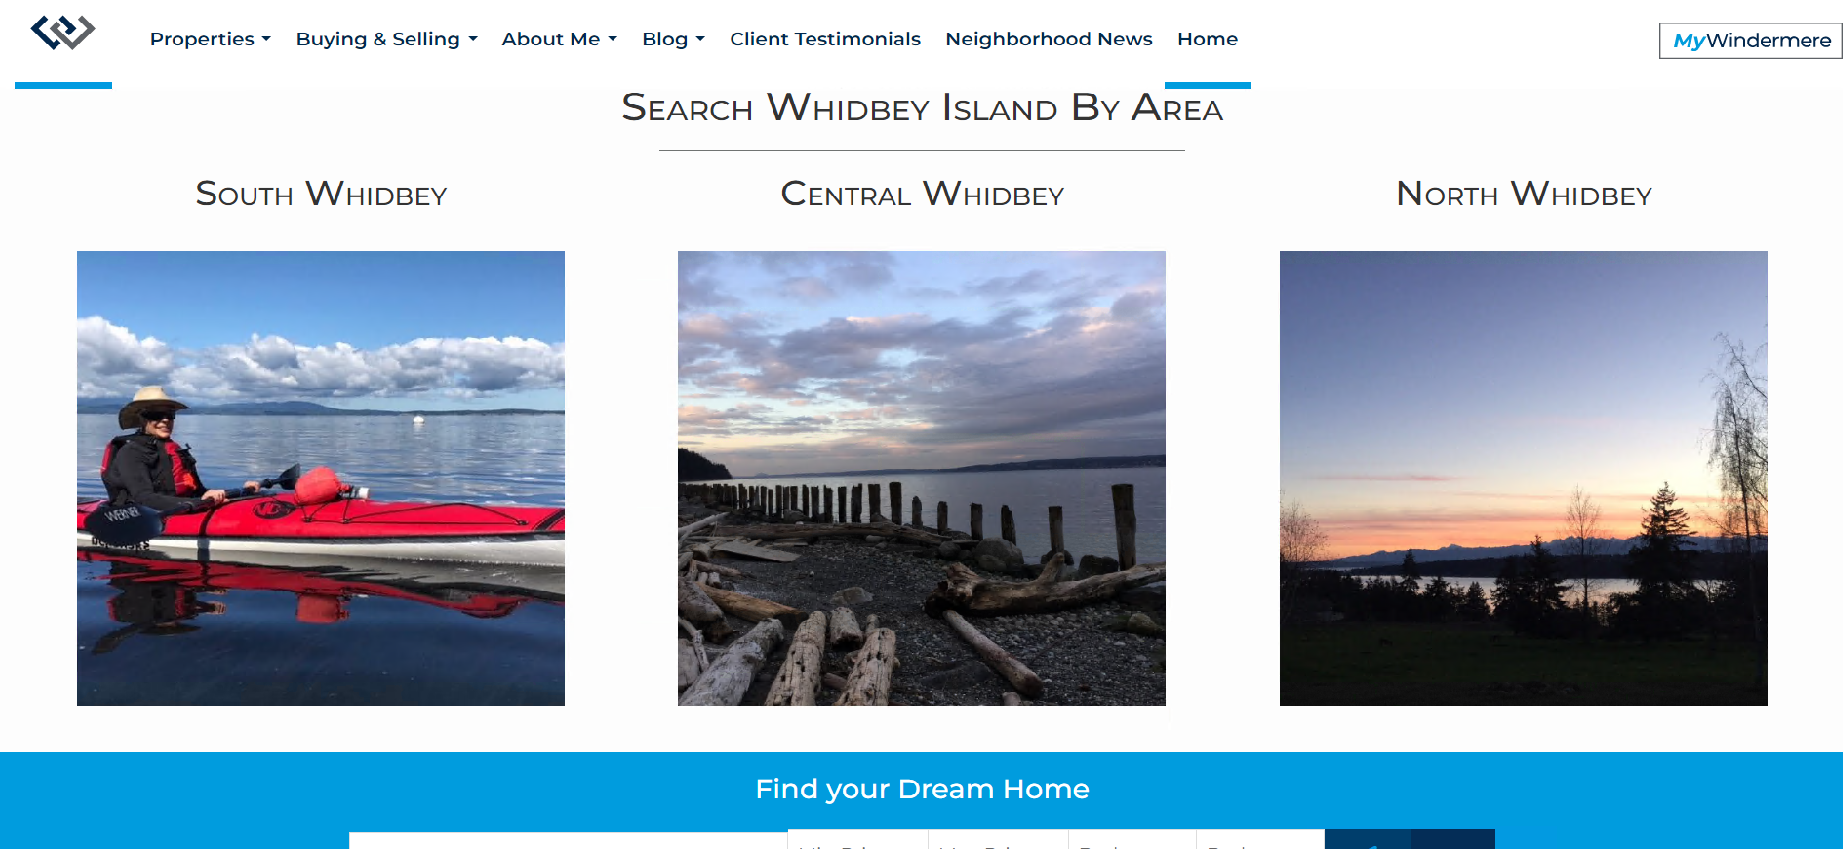 Properties Buying & Selling About Me Blog Client Testimonials Neighborhood News Home MyWindermere
Search Whidbey Island By Area
South Whidbey Central Whidbey North Whidbey
WERNER
Find your Dream Home